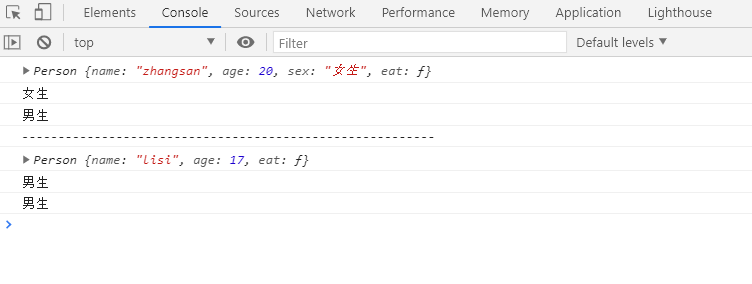 Elements Console Sources Network Performance Memory Application Lighthouse
top Filter Default levels
Person {name: "zhangsan", age: 20, sex: "女生", eat: ƒ}
女生
男生
---------------------------------------------------------
Person {name: "lisi", age: 17, eat: ƒ}
男生
男生